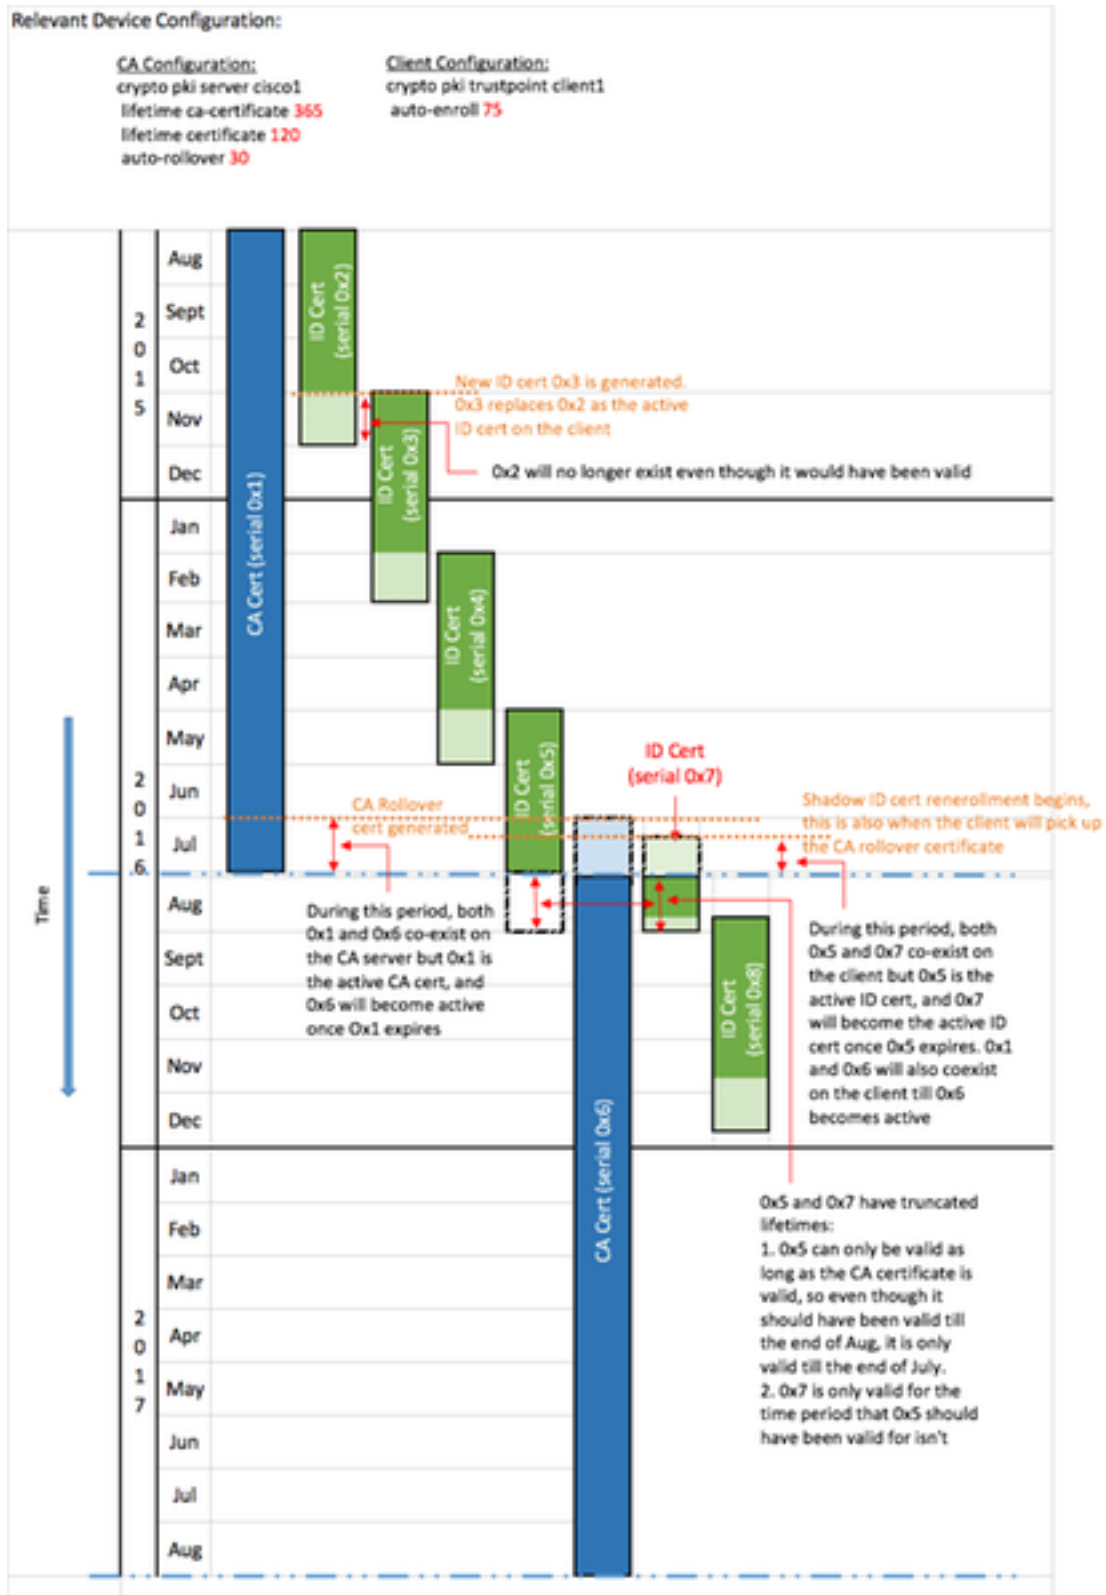 Relevant Device Configuration:
CA Configuration:
crypto pki server cisco1
lifetime ca-certificate 365
lifetime certificate 120
auto-rollover 30
Client Configuration:
crypto pki trustpoint client1
auto-enroll 75
Time
2015
Aug
Sept
Oct
Nov
Dec
2016
Jan
Feb
Mar
Apr
May
Jun
Jul
Aug
Sept
Oct
Nov
Dec
2017
Jan
Feb
Mar
Apr
May
Jun
Jul
Aug
CA Cert (serial 0x1)
ID Cert
(serial 0x2)
ID Cert
(serial 0x3)
New ID cert 0x3 is generated.
0x3 replaces 0x2 as the active
ID cert on the client
0x2 will no longer exist even though it would have been valid
ID Cert
(serial 0x4)
ID Cert
(serial 0x5)
ID Cert
(serial 0x7)
CA Rollover
cert generated
Shadow ID cert renerollment begins,
this is also when the client will pick up
the CA rollover certificate
During this period, both
0x1 and 0x6 co-exist on
the CA server but 0x1 is
the active CA cert, and
0x6 will become active
once Ox1 expires
CA Cert (serial 0x6)
ID Cert
(serial 0x8)
During this period, both
0x5 and 0x7 co-exist on
the client but 0x5 is the
active ID cert, and 0x7
will become the active ID
cert once 0x5 expires. 0x1
and 0x6 will also coexist
on the client till 0x6
becomes active
0x5 and 0x7 have truncated
lifetimes:
1. 0x5 can only be valid as
long as the CA certificate is
valid, so even though it
should have been valid till
the end of Aug, it is only
valid till the end of July.
2. 0x7 is only valid for the
time period that 0x5 should
have been valid for isn't